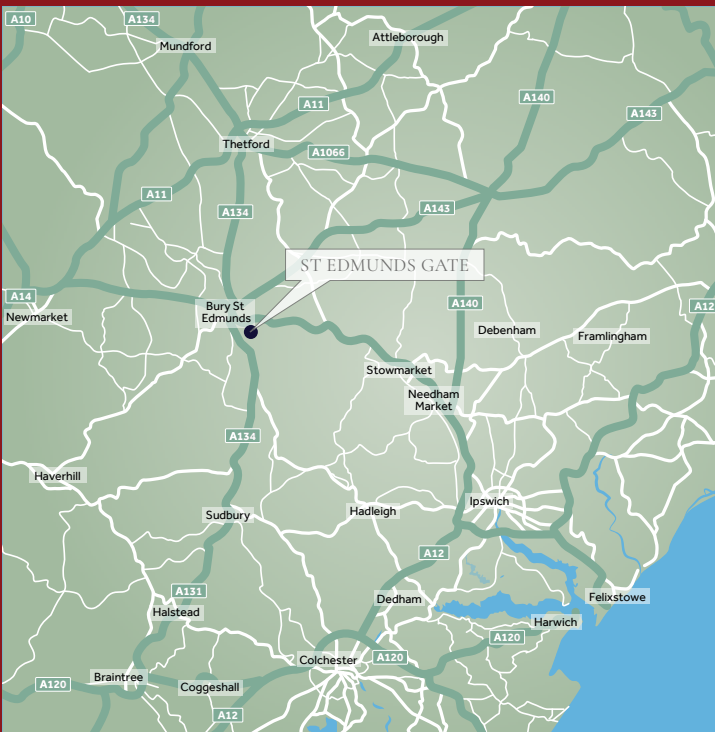 A10
A134
Mundford
Attleborough
A140
A11
A143
Thetford
A1066
A11
A134
A143
ST EDMUNDS GATE
A14
Newmarket
Bury St
Edmunds
A140
A12
Debenham
Framlingham
Stowmarket
Needham
Market
A134
Haverhill
Ipswich
Sudbury
Hadleigh
A12
A131
Dedham
Felixstowe
Halstead
Harwich
A120
Colchester
A120
Braintree
A120
Coggeshall
A12